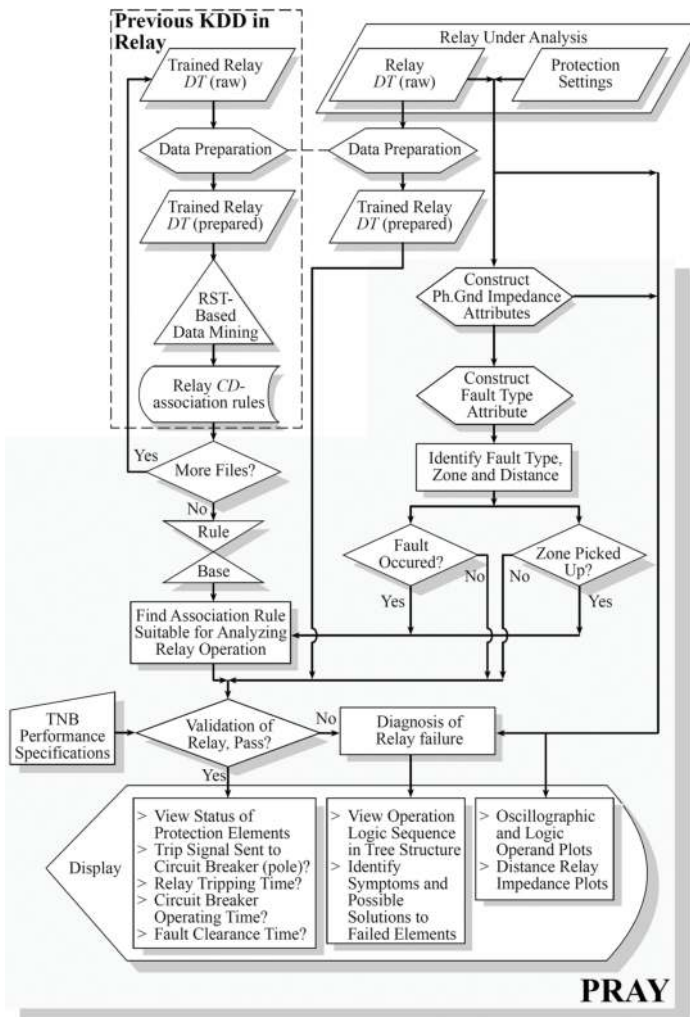 Previous KDD in
Relay
Trained Relay
DT (raw)
Data Preparation
Trained Relay
DT (prepared)
RST-
Based
Data Mining
Relay CD-
association rules
Relay Under Analysis
Relay
DT (raw)
Protection
Settings
Data Preparation
Trained Relay
DT (prepared)
Construct
Ph.Gnd Impedance
Attributes
Construct
Fault Type
Attribute
Identify Fault Type,
Zone and Distance
Yes
More Files?
No
Rule
Base
Fault
Occured?
No
Yes
No
Zone Picked
Up?
Yes
Find Association Rule
Suitable for Analyzing
Relay Operation
TNB
Performance
Specifications
Validation of
Relay, Pass?
No
Yes
Diagnosis of
Relay failure
Display
> View Status of
Protection Elements
> Trip Signal Sent to
Circuit Breaker (pole)?
> Relay Tripping Time?
> Circuit Breaker
Operating Time?
> Fault Clearance Time?
> View Operation
Logic Sequence
in Tree Structure
> Identify
Symptoms and
Possible
Solutions to
Failed Elements
> Oscillographic
and Logic
Operand Plots
> Distance Relay
Impedance Plots
PRAY